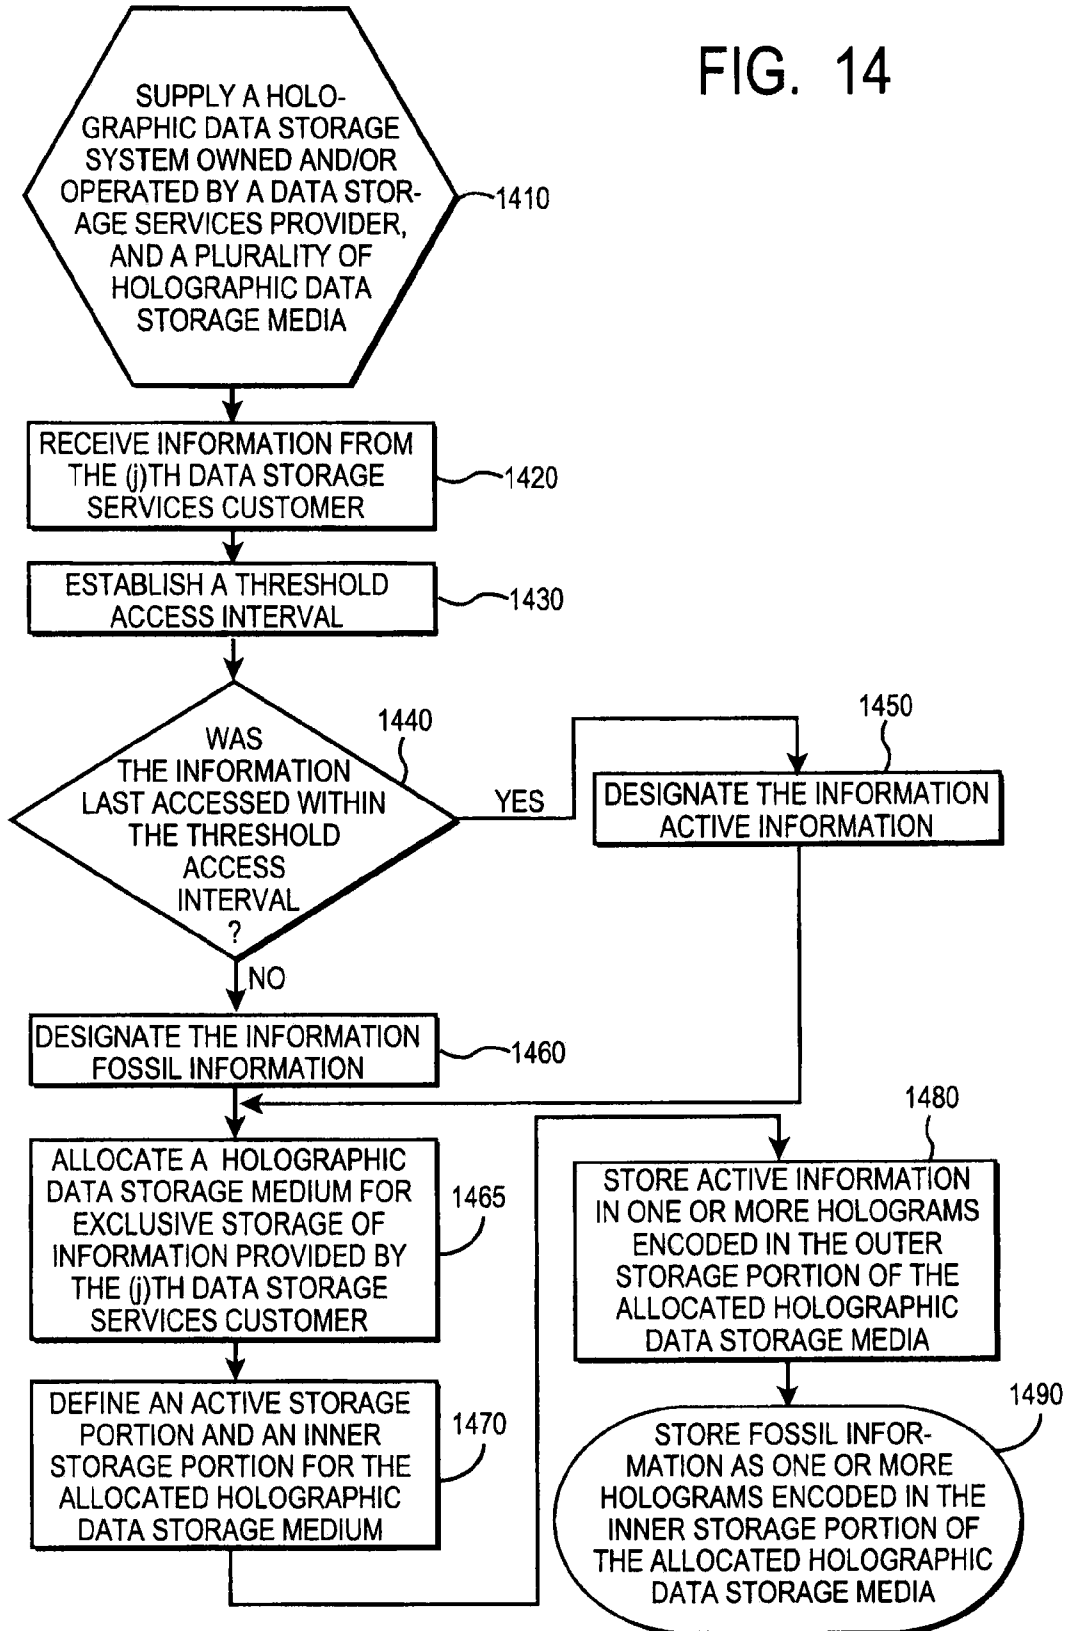 FIG. 14
SUPPLY A HOLO-
GRAPHIC DATA STORAGE
SYSTEM OWNED AND/OR
OPERATED BY A DATA STOR-
AGE SERVICES PROVIDER,
AND A PLURALITY OF
HOLOGRAPHIC DATA
STORAGE MEDIA
1410
RECEIVE INFORMATION FROM
THE (j)TH DATA STORAGE
SERVICES CUSTOMER
1420
ESTABLISH A THRESHOLD
ACCESS INTERVAL
1430
WAS
THE INFORMATION
LAST ACCESSED WITHIN
THE THRESHOLD
ACCESS
INTERVAL
?
1440
YES
NO
1450
DESIGNATE THE INFORMATION
ACTIVE INFORMATION
DESIGNATE THE INFORMATION
FOSSIL INFORMATION
1460
ALLOCATE A HOLOGRAPHIC
DATA STORAGE MEDIUM FOR
EXCLUSIVE STORAGE OF
INFORMATION PROVIDED BY
THE (j)TH DATA STORAGE
SERVICES CUSTOMER
1465
DEFINE AN ACTIVE STORAGE
PORTION AND AN INNER
STORAGE PORTION FOR THE
ALLOCATED HOLOGRAPHIC
DATA STORAGE MEDIUM
1470
1480
STORE ACTIVE INFORMATION
IN ONE OR MORE HOLOGRAMS
ENCODED IN THE OUTER
STORAGE PORTION OF THE
ALLOCATED HOLOGRAPHIC
DATA STORAGE MEDIA
1490
STORE FOSSIL INFOR-
MATION AS ONE OR MORE
HOLOGRAMS ENCODED IN THE
INNER STORAGE PORTION OF
THE ALLOCATED HOLOGRAPHIC
DATA STORAGE MEDIA